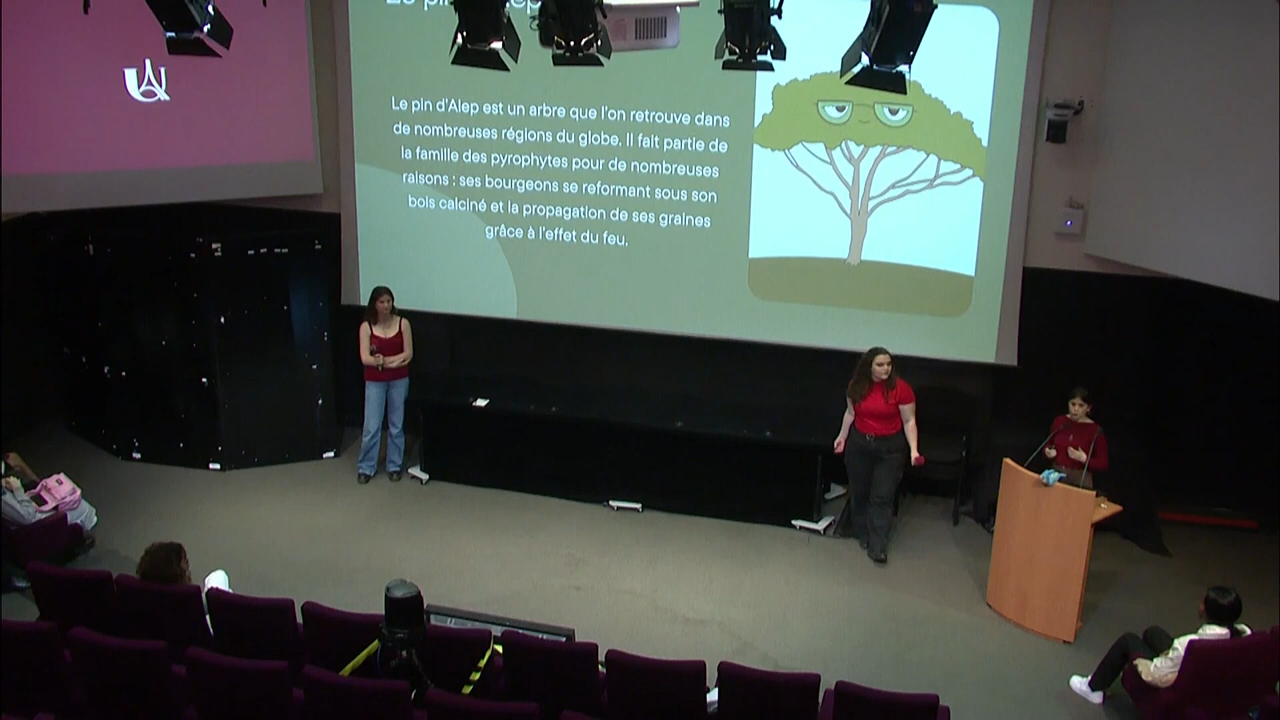 Le pin d'Alep est un arbre que l'on retrouve dans
de nombreuses régions du globe. Il fait partie de
la famille des pyrophytes pour de nombreuses
raisons : ses bourgeons se reformant sous son
bois calciné et la propagation de ses graines
grâce à l'effet du feu.